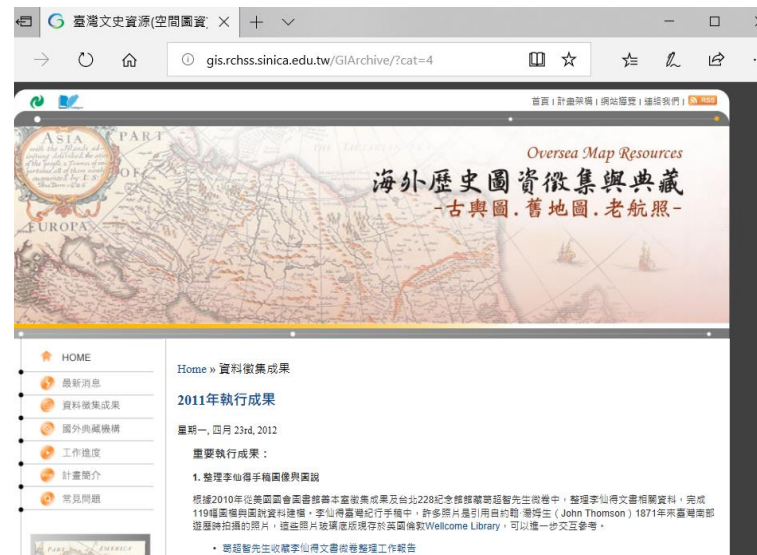 臺灣文史資源(空間圖資
gis.rchss.sinica.edu.tw/GIArchive/?cat=4
首頁 | 計畫架構 | 網站導覽 | 連絡我們 | RSS
ASIA PART
OF
EUROPA
Oversea Map Resources
海外歷史圖資徵集與典藏
-古輿圖.舊地圖.老航照-
HOME
最新消息
資料徵集成果
國外典藏機構
工作進度
計畫簡介
常見問題
PART AMERICA
Home » 資料徵集成果
2011年執行成果
星期一, 四月 23rd, 2012
重要執行成果：
1. 整理李仙得手稿圖像與圖說
根據2010年從美國國會圖書館善本室徵集成果及台北228紀念館館藏葛超智先生微卷中，整理李仙得文書相關資料，完成
119幅圖檔與圖說資料建檔。李仙得臺灣紀行手稿中，許多照片是引用自約翰‧湯姆生（John Thomson）1871年來臺灣南部
遊歷時拍攝的照片，這些照片玻璃底版現存於英國倫敦Wellcome Library，可以進一步交互參考。
• 葛超智先生收藏李仙得文書微卷整理工作報告